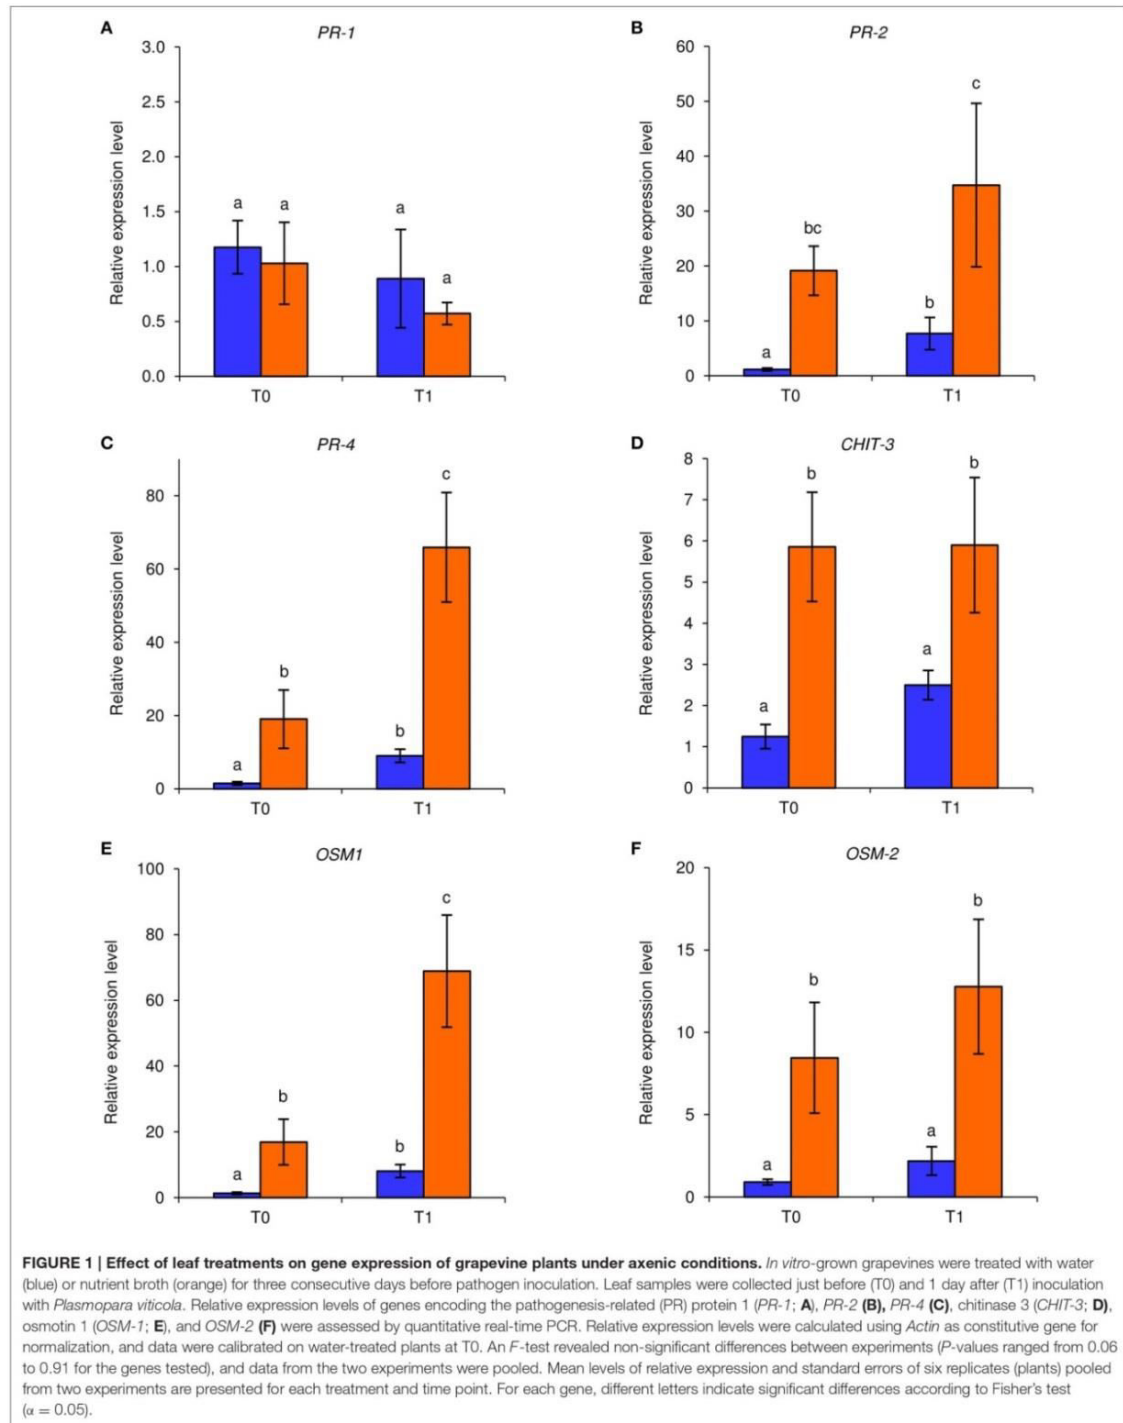 A
PR-1
Relative expression level
3.0
2.5
2.0
1.5
1.0
0.5
0.0
a
a
a
a
T0
T1
B
PR-2
Relative expression level
60
50
40
30
20
10
0
a
bc
b
c
T0
T1
C
PR-4
Relative expression level
80
60
40
20
0
a
b
b
c
T0
T1
D
CHIT-3
Relative expression level
8
7
6
5
4
3
2
1
0
a
b
a
b
T0
T1
E
OSM1
Relative expression level
100
80
60
40
20
0
a
b
b
c
T0
T1
F
OSM-2
Relative expression level
20
15
10
5
0
a
b
a
b
T0
T1
FIGURE 1 | Effect of leaf treatments on gene expression of grapevine plants under axenic conditions. In vitro-grown grapevines were treated with water
(blue) or nutrient broth (orange) for three consecutive days before pathogen inoculation. Leaf samples were collected just before (T0) and 1 day after (T1) inoculation
with Plasmopara viticola. Relative expression levels of genes encoding the pathogenesis-related (PR) protein 1 (PR-1; A), PR-2 (B), PR-4 (C), chitinase 3 (CHIT-3; D),
osmotin 1 (OSM-1; E), and OSM-2 (F) were assessed by quantitative real-time PCR. Relative expression levels were calculated using Actin as constitutive gene for
normalization, and data were calibrated on water-treated plants at T0. An F-test revealed non-significant differences between experiments (P-values ranged from 0.06
to 0.91 for the genes tested), and data from the two experiments were pooled. Mean levels of relative expression and standard errors of six replicates (plants) pooled
from two experiments are presented for each treatment and time point. For each gene, different letters indicate significant differences according to Fisher's test
(α = 0.05).